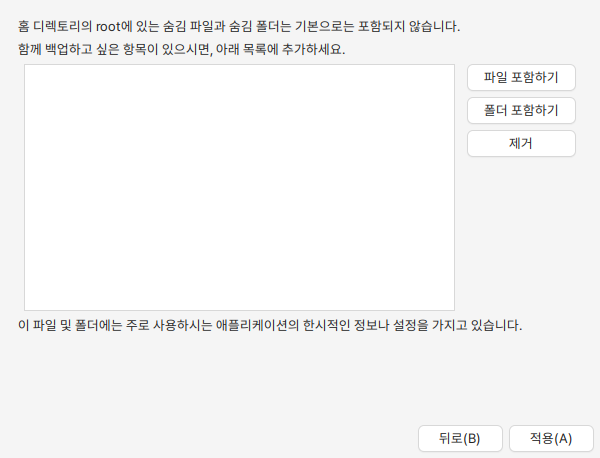 홈 디렉토리의 root에 있는 숨김 파일과 숨김 폴더는 기본으로는 포함되지 않습니다.
함께 백업하고 싶은 항목이 있으시면, 아래 목록에 추가하세요.
파일 포함하기
폴더 포함하기
제거
이 파일 및 폴더에는 주로 사용하시는 애플리케이션의 한시적인 정보나 설정을 가지고 있습니다.
뒤로(B)
적용(A)